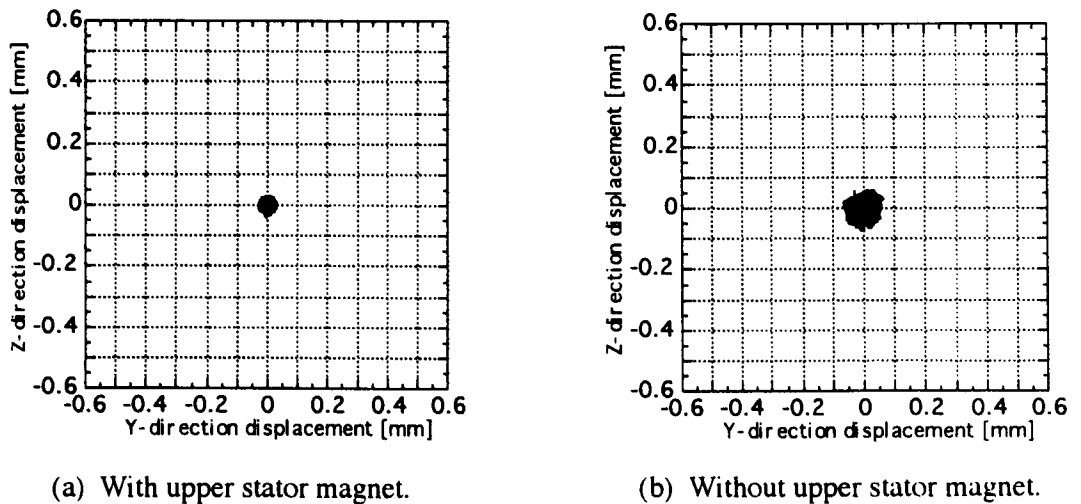 0.6
0.4
0.2
0
-0.2
-0.4
-0.6
Z-direction displacement [mm]
-0.6 -0.4 -0.2 0 0.2 0.4 0.6
Y-direction displacement [mm]
(a) With upper stator magnet.
0.6
0.4
0.2
0
-0.2
-0.4
-0.6
Z-direction displacement [mm]
-0.6 -0.4 -0.2 0 0.2 0.4 0.6
Y-direction displacement [mm]
(b) Without upper stator magnet.